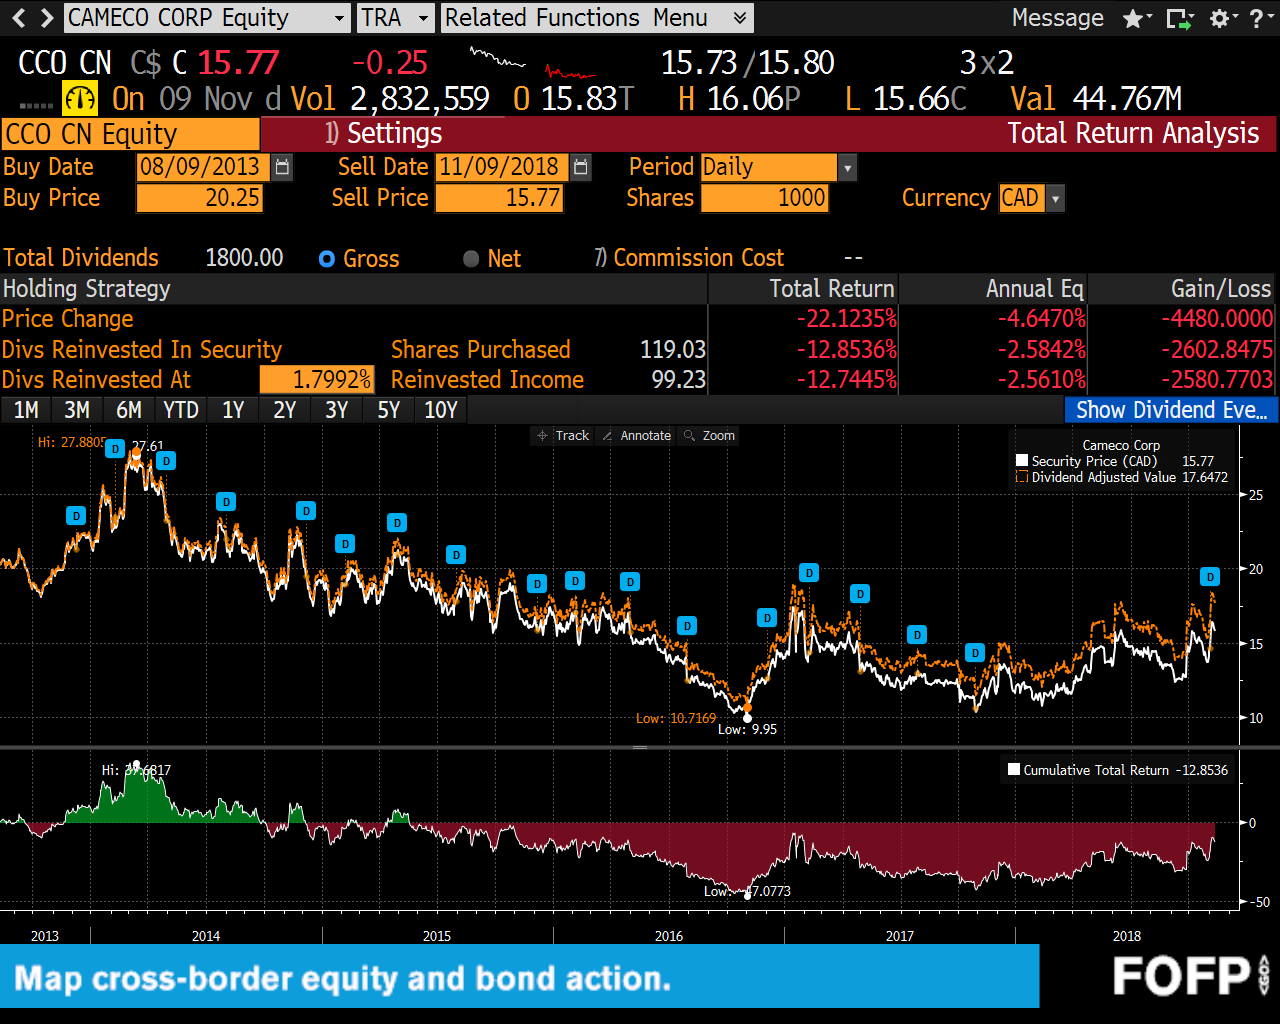 CAMECO CORP Equity TRA Related Functions Menu Message
CCO CN C$ C 15.77 -0.25 15.73/15.80 3x2
On 09 Nov d Vol 2,832,559 O 15.83T H 16.06P L 15.66C Val 44.767M
CCO CN Equity 1) Settings Total Return Analysis
Buy Date 08/09/2013 Sell Date 11/09/2018 Period Daily
Buy Price 20.25 Sell Price 15.77 Shares 1000 Currency CAD
Total Dividends 1800.00 Gross Net 7) Commission Cost --
Holding Strategy Total Return Annual Eq Gain/Loss
Price Change -22.1235% -4.6470% -4480.0000
Divs Reinvested In Security Shares Purchased 119.03 -12.8536% -2.5842% -2602.8475
Divs Reinvested At 1.7992% Reinvested Income 99.23 -12.7445% -2.5610% -2580.7703
1M 3M 6M YTD 1Y 2Y 3Y 5Y 10Y Show Dividend Eve...
Track Annotate Zoom
Hi: 27.8805 D 27.61
D
Cameco Corp
Security Price (CAD) 15.77
Dividend Adjusted Value 17.6472
25
D D D D D D D D D D D D D D D D
20
15
10
Low: 10.7169
Low: 9.95
Hi:
Cumulative Total Return -12.8536
0
Low: -47.0773
-50
2013 2014 2015 2016 2017 2018
Map cross-border equity and bond action.
FOFP